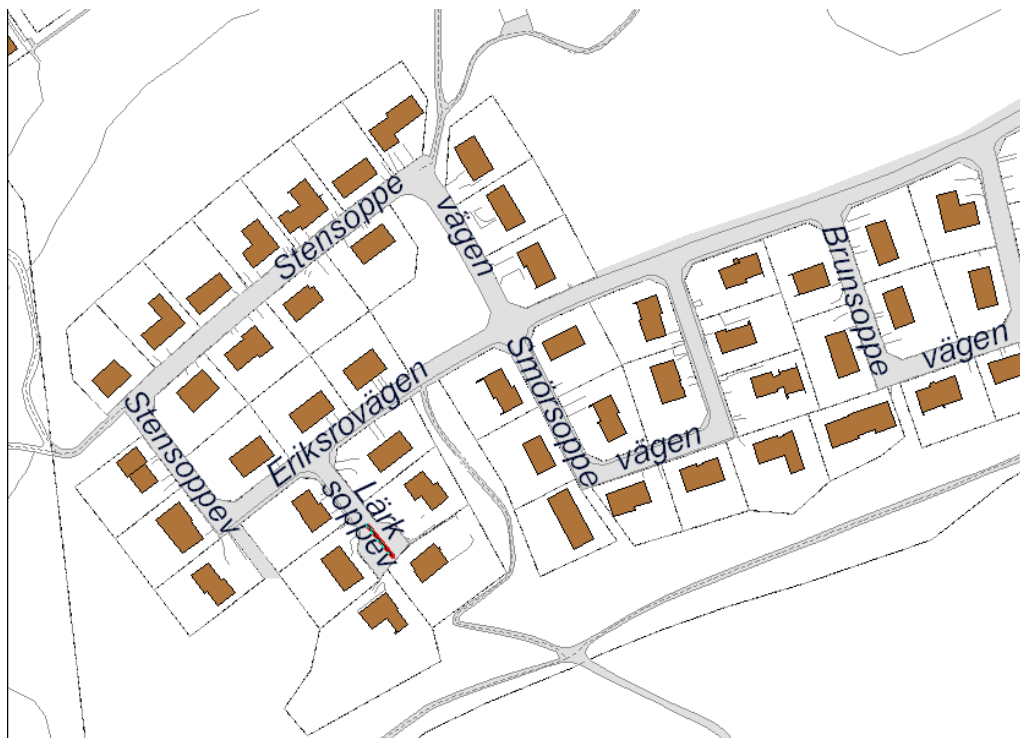 Stensoppe
vägen
Brunsoppe
vägen
Smörsoppe
vägen
Eriksrovägen
Stensoppev
Lärk
soppev